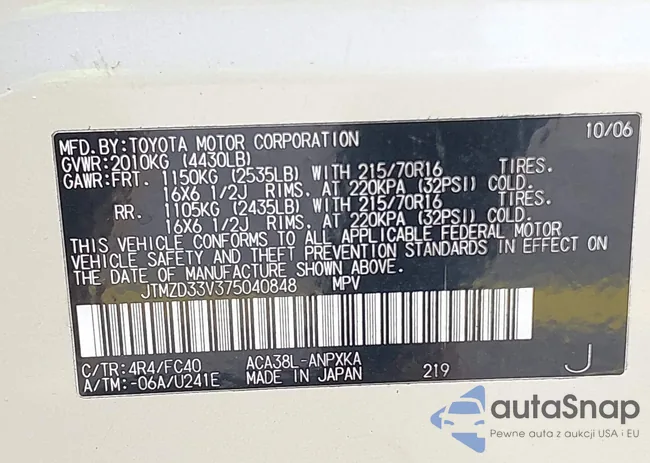 MFD.BY:TOYOTA MOTOR CORPORATION 10/06
GVWR:2010KG (4430LB)
GAWR:FRT. 1150KG (2535LB) WITH 215/70R16 TIRES.
16X6 1/2J RIMS. AT 220KPA (32PSI) COLD.
RR. 1105KG (2435LB) WITH 215/70R16 TIRES.
16X6 1/2J RIMS. AT 220KPA (32PSI) COLD.
THIS VEHICLE CONFORMS TO ALL APPLICABLE FEDERAL MOTOR
VEHICLE SAFETY AND THEFT PREVENTION STANDARDS IN EFFECT ON
THE DATE OF MANUFACTURE SHOWN ABOVE.
JTMZD33V375040848 MPV
C/TR:4R4/FC40 ACA38L-ANPXKA
A/TM:-06A/U241E MADE IN JAPAN 219 J
autaSnap
Pewne auta z aukcji USA i EU